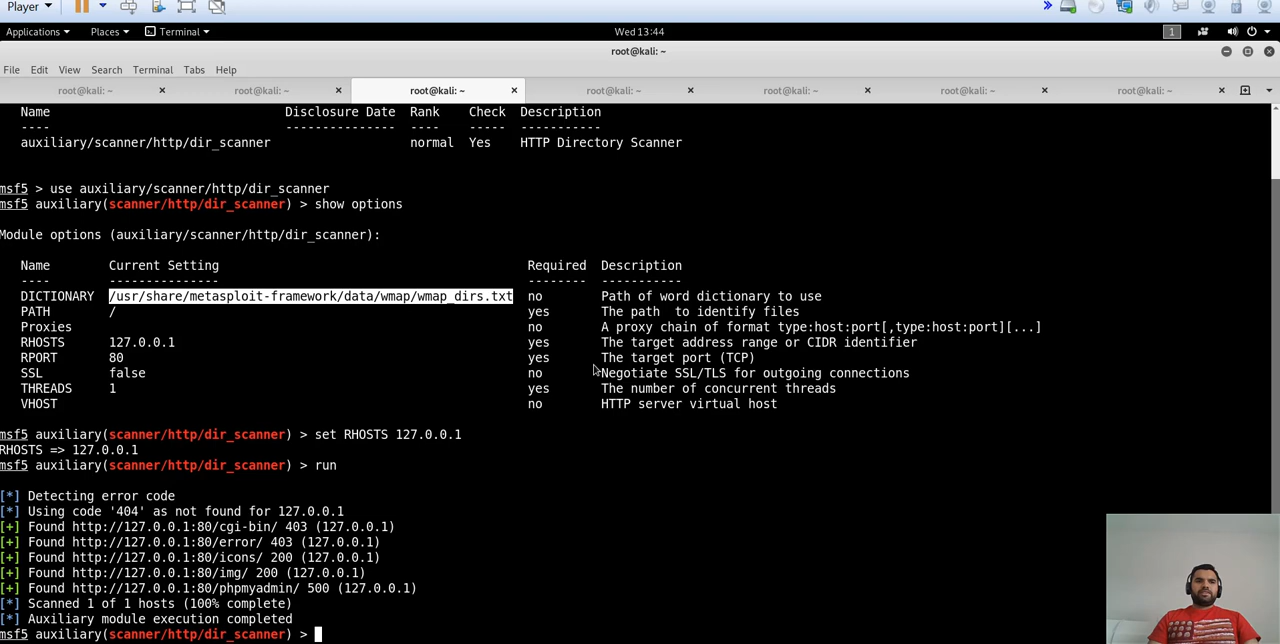 Player
Applications Places Terminal Wed 13:44 1
root@kali: ~
File Edit View Search Terminal Tabs Help
root@kali: ~ × root@kali: ~ × root@kali: ~ × root@kali: ~ × root@kali: ~ × root@kali: ~ × root@kali: ~ ×
Name Disclosure Date Rank Check Description
---- --------------- ---- ----- -----------
auxiliary/scanner/http/dir_scanner normal Yes HTTP Directory Scanner
msf5 > use auxiliary/scanner/http/dir_scanner
msf5 auxiliary(scanner/http/dir_scanner) > show options
Module options (auxiliary/scanner/http/dir_scanner):
Name Current Setting Required Description
---- --------------- -------- -----------
DICTIONARY /usr/share/metasploit-framework/data/wmap/wmap_dirs.txt no Path of word dictionary to use
PATH / yes The path to identify files
Proxies no A proxy chain of format type:host:port[,type:host:port][...]
RHOSTS 127.0.0.1 yes The target address range or CIDR identifier
RPORT 80 yes The target port (TCP)
SSL false no Negotiate SSL/TLS for outgoing connections
THREADS 1 yes The number of concurrent threads
VHOST no HTTP server virtual host
msf5 auxiliary(scanner/http/dir_scanner) > set RHOSTS 127.0.0.1
RHOSTS => 127.0.0.1
msf5 auxiliary(scanner/http/dir_scanner) > run
[*] Detecting error code
[*] Using code '404' as not found for 127.0.0.1
[+] Found http://127.0.0.1:80/cgi-bin/ 403 (127.0.0.1)
[+] Found http://127.0.0.1:80/error/ 403 (127.0.0.1)
[+] Found http://127.0.0.1:80/icons/ 200 (127.0.0.1)
[+] Found http://127.0.0.1:80/img/ 200 (127.0.0.1)
[+] Found http://127.0.0.1:80/phpmyadmin/ 500 (127.0.0.1)
[*] Scanned 1 of 1 hosts (100% complete)
[*] Auxiliary module execution completed
msf5 auxiliary(scanner/http/dir_scanner) >